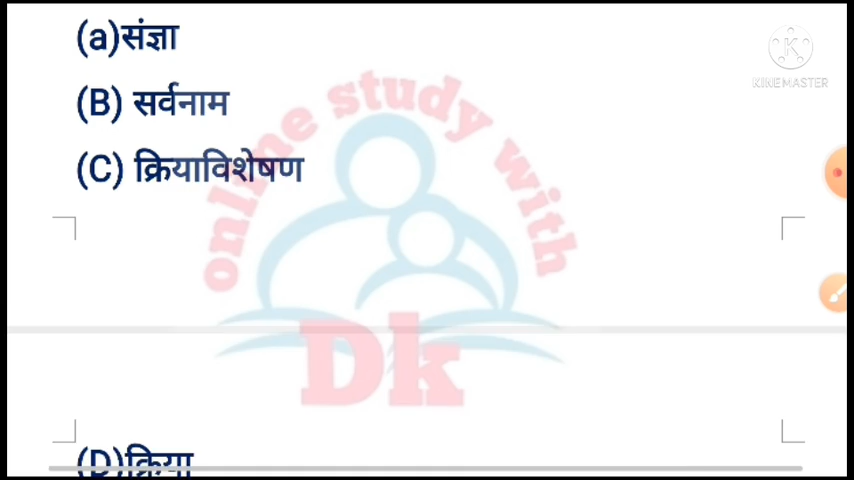 (a)संज्ञा
(B) सर्वनाम
(C) क्रियाविशेषण
(D)क्रिया
online study with
Dk
KINEMASTER